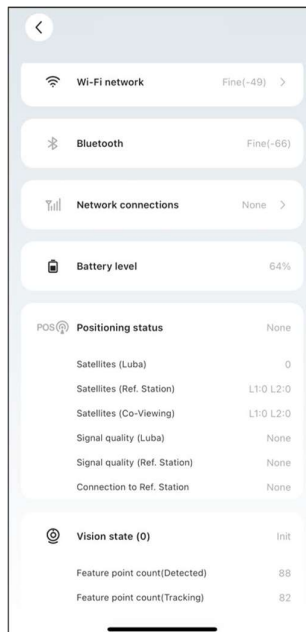 Wi-Fi network Fine(-49)
Bluetooth Fine(-66)
Network connections None
Battery level 64%
POS Positioning status None
Satellites (Luba) 0
Satellites (Ref. Station) L1:0 L2:0
Satellites (Co-Viewing) L1:0 L2:0
Signal quality (Luba) None
Signal quality (Ref. Station) None
Connection to Ref. Station None
Vision state (0) Init
Feature point count(Detected) 88
Feature point count(Tracking) 82